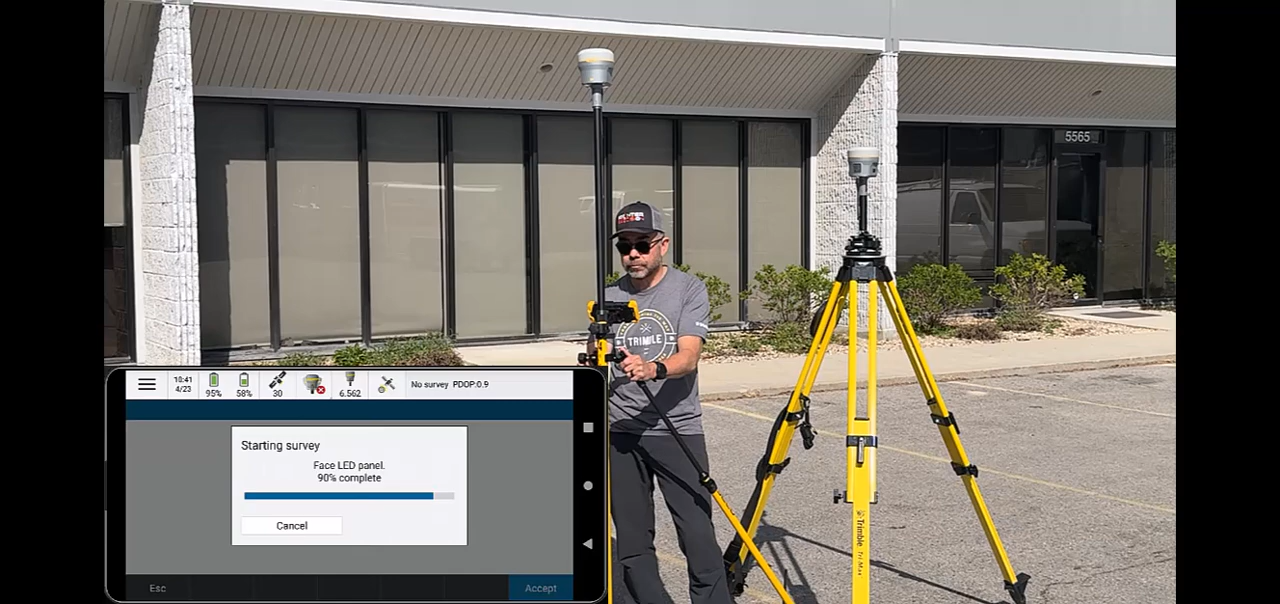 5565
TRIMBLE
10:41
4/23
95%
58%
30
6.562
No survey PDOP:0.9
Starting survey
Face LED panel.
90% complete
Cancel
Esc
Accept
Trimble